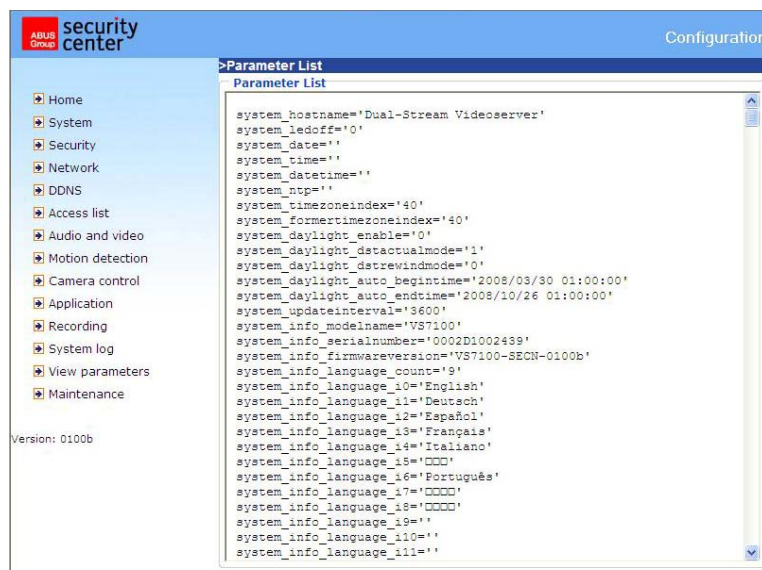 ABUS
Group
security
center
Configuration
>Parameter List
Parameter List
Home
System
Security
Network
DDNS
Access list
Audio and video
Motion detection
Camera control
Application
Recording
System log
View parameters
Maintenance
Version: 0100b
system_hostname='Dual-Stream Videoserver'
system_ledoff='0'
system_date=''
system_time=''
system_datetime=''
system_ntp=''
system_timezoneindex='40'
system_formertimezoneindex='40'
system_daylight_enable='0'
system_daylight_dstactualmode='1'
system_daylight_dstrewindmode='0'
system_daylight_auto_begintime='2008/03/30 01:00:00'
system_daylight_auto_endtime='2008/10/26 01:00:00'
system_updateinterval='3600'
system_info_modelname='VS7100'
system_info_serialnumber='0002D1002439'
system_info_firmwareversion='VS7100-SECN-0100b'
system_info_language_count='9'
system_info_language_i0='English'
system_info_language_i1='Deutsch'
system_info_language_i2='Español'
system_info_language_i3='Français'
system_info_language_i4='Italiano'
system_info_language_i5='□□□'
system_info_language_i6='Português'
system_info_language_i7='□□□□'
system_info_language_i8='□□□□'
system_info_language_i9=''
system_info_language_i10=''
system_info_language_i11=''